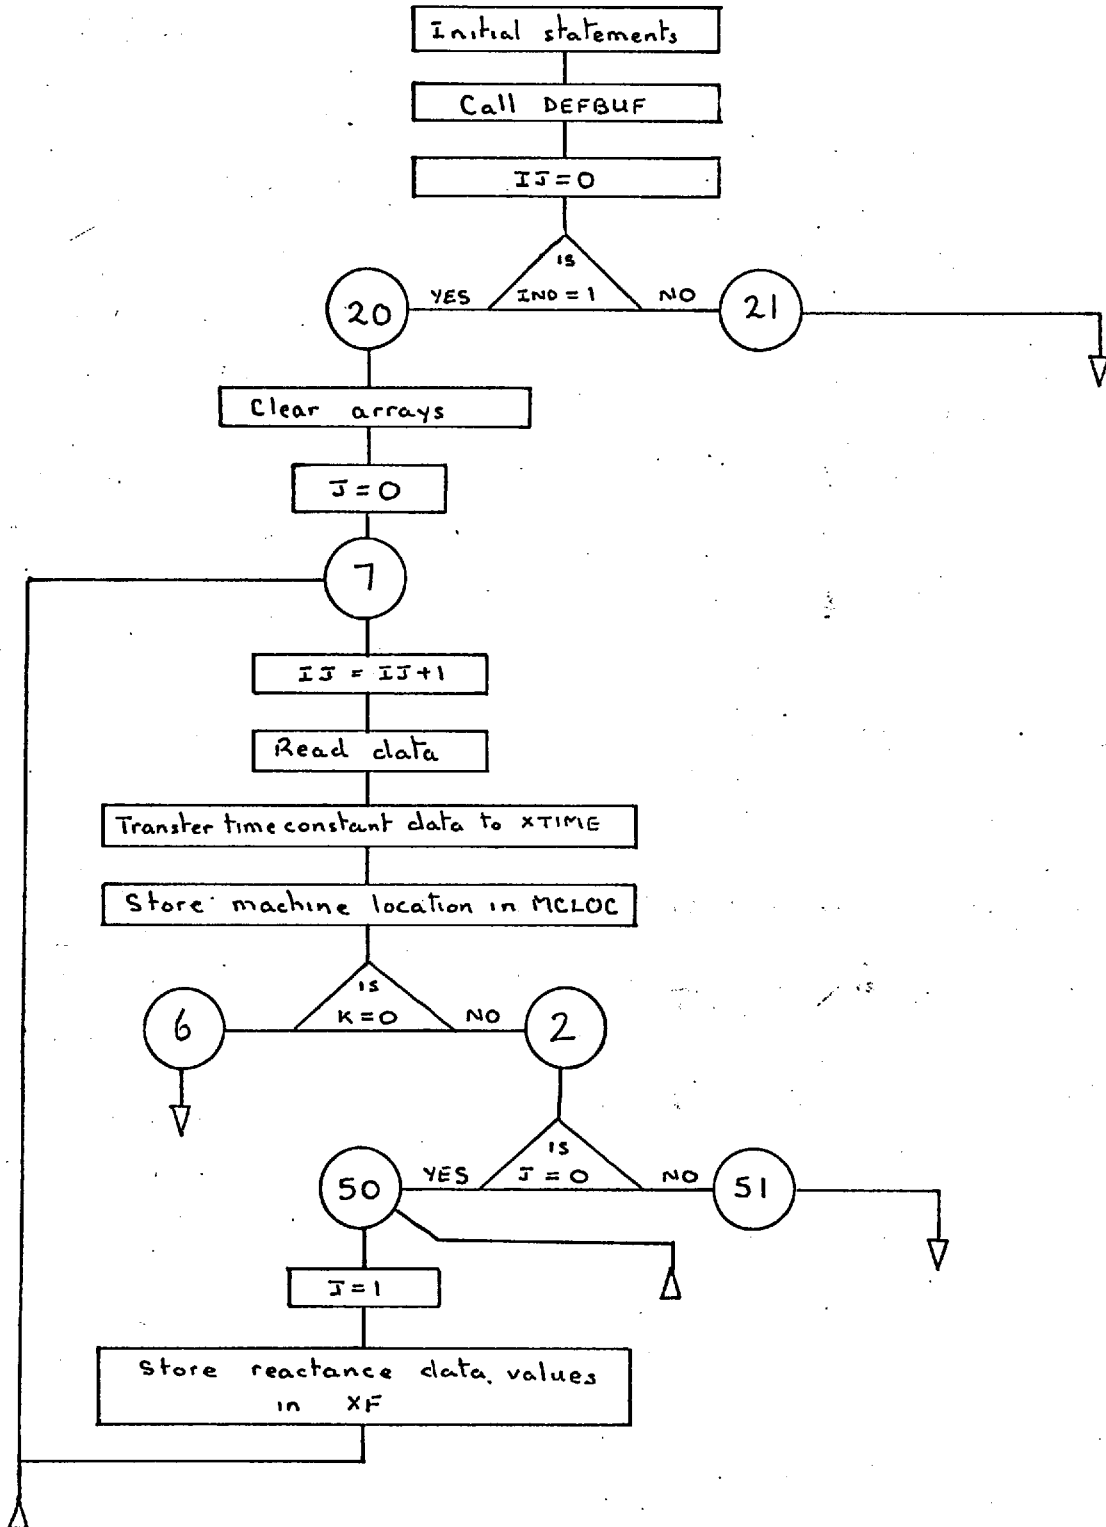 Initial statements
Call DEFBUF
IJ=0
is
IND=1
YES
NO
20
21
Clear arrays
J=0
7
IJ = IJ+1
Read data
Transfer time constant data to XTIME
Store machine location in MCLOC
is
K=0
NO
6
2
is
J=0
YES
NO
50
51
J=1
Store reactance data values
in XF